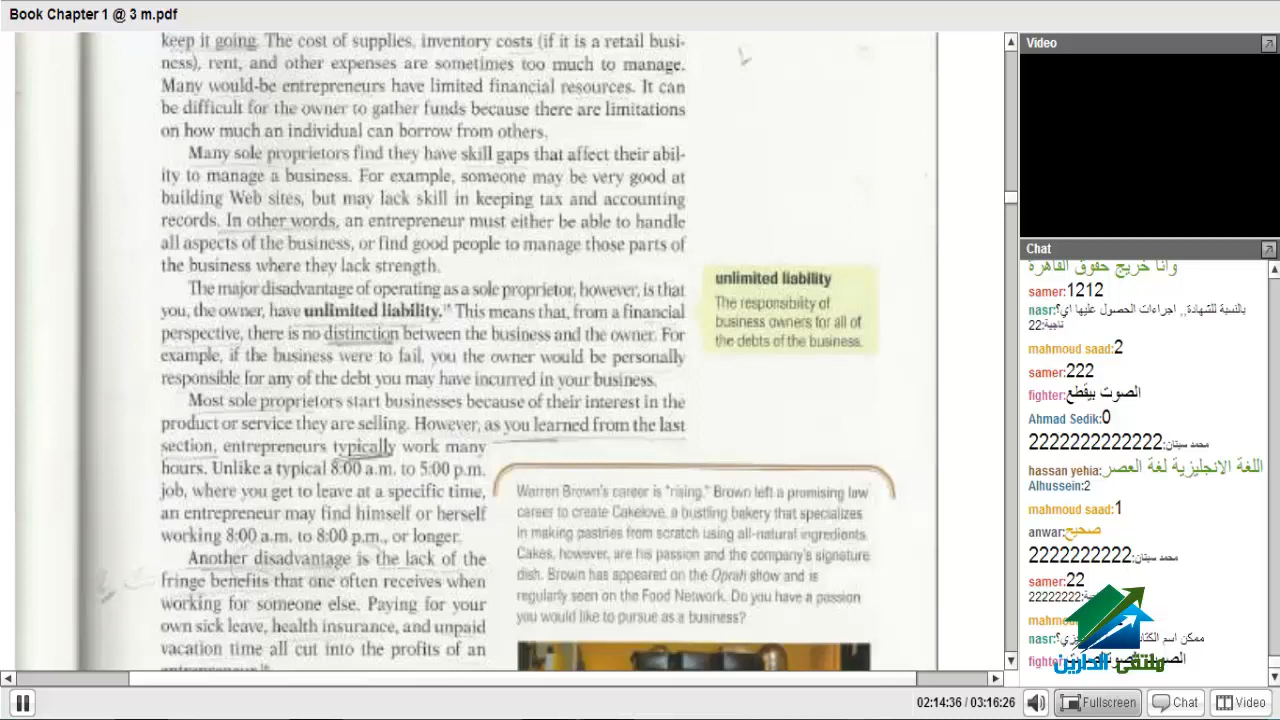 Book Chapter 1 @ 3 m.pdf
keep it going. The cost of supplies, inventory costs (if it is a retail busi-
ness), rent, and other expenses are sometimes too much to manage.
Many would-be entrepreneurs have limited financial resources. It can
be difficult for the owner to gather funds because there are limitations
on how much an individual can borrow from others.
Many sole proprietors find they have skill gaps that affect their abil-
ity to manage a business. For example, someone may be very good at
building Web sites, but may lack skill in keeping tax and accounting
records. In other words, an entrepreneur must either be able to handle
all aspects of the business, or find good people to manage those parts of
the business where they lack strength.
The major disadvantage of operating as a sole proprietor, however, is that
you, the owner, have unlimited liability. This means that, from a financial
perspective, there is no distinction between the business and the owner. For
example, if the business were to fail, you the owner would be personally
responsible for any of the debt you may have incurred in your business.
Most sole proprietors start businesses because of their interest in the
product or service they are selling. However, as you learned from the last
section, entrepreneurs typically work many
hours. Unlike a typical 8:00 a.m. to 5:00 p.m.
job, where you get to leave at a specific time,
an entrepreneur may find himself or herself
working 8:00 a.m. to 8:00 p.m. or longer.
Another disadvantage is the lack of the
fringe benefits that one often receives when
working for someone else. Paying for your
own sick leave, health insurance, and unpaid
vacation time all cut into the profits of an
unlimited liability
The responsibility of
business owners for all of
the debts of the business.
Warren Brown's career is "rising." Brown left a promising law
career to create Cakelove, a bustling bakery that specializes
in making pastries from scratch using all-natural ingredients.
Cakes, however, are his passion and the company's signature
dish. Brown has appeared on the Oprah show and is
regularly seen on the Food Network. Do you have a passion
you would like to pursue as a business?
Video
Chat
وانا خريج حقوق القاهرة
samer:1212
nasr:بالنسبة للشهادة,, اجراءات الحصول عليها اي؟
ناجية:22
mahmoud saad:2
samer:222
fighter:الصوت بيقطع
Ahmad Sedik:0
محمد سبتان:2222222222222
hassan yehia:اللغة الانجليزية لغة العصر
Alhussein:2
mahmoud saad:1
anwar:صحيح
محمد سبتان:2222222222
samer:22
22222222
nasr:ممكن اسم الكتا
fighter:
ملتقى الدارين
02:14:36 / 03:16:26
Fullscreen
Chat
Video